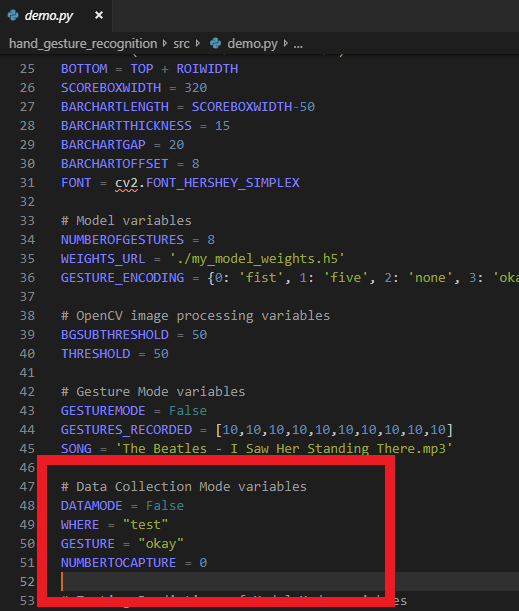 demo.py ×
hand_gesture_recognition › src › demo.py › ...
25 BOTTOM = TOP + ROIWIDTH
26 SCOREBOXWIDTH = 320
27 BARCHARTLENGTH = SCOREBOXWIDTH-50
28 BARCHARTTHICKNESS = 15
29 BARCHARTGAP = 20
30 BARCHARTOFFSET = 8
31 FONT = cv2.FONT_HERSHEY_SIMPLEX
32
33 # Model variables
34 NUMBEROFGESTURES = 8
35 WEIGHTS_URL = './my_model_weights.h5'
36 GESTURE_ENCODING = {0: 'fist', 1: 'five', 2: 'none', 3: 'oka
37
38 # OpenCV image processing variables
39 BGSUBTHRESHOLD = 50
40 THRESHOLD = 50
41
42 # Gesture Mode variables
43 GESTUREMODE = False
44 GESTURES_RECORDED = [10,10,10,10,10,10,10,10,10,10]
45 SONG = 'The Beatles - I Saw Her Standing There.mp3'
46
47 # Data Collection Mode variables
48 DATAMODE = False
49 WHERE = "test"
50 GESTURE = "okay"
51 NUMBERTOCAPTURE = 0
52
53